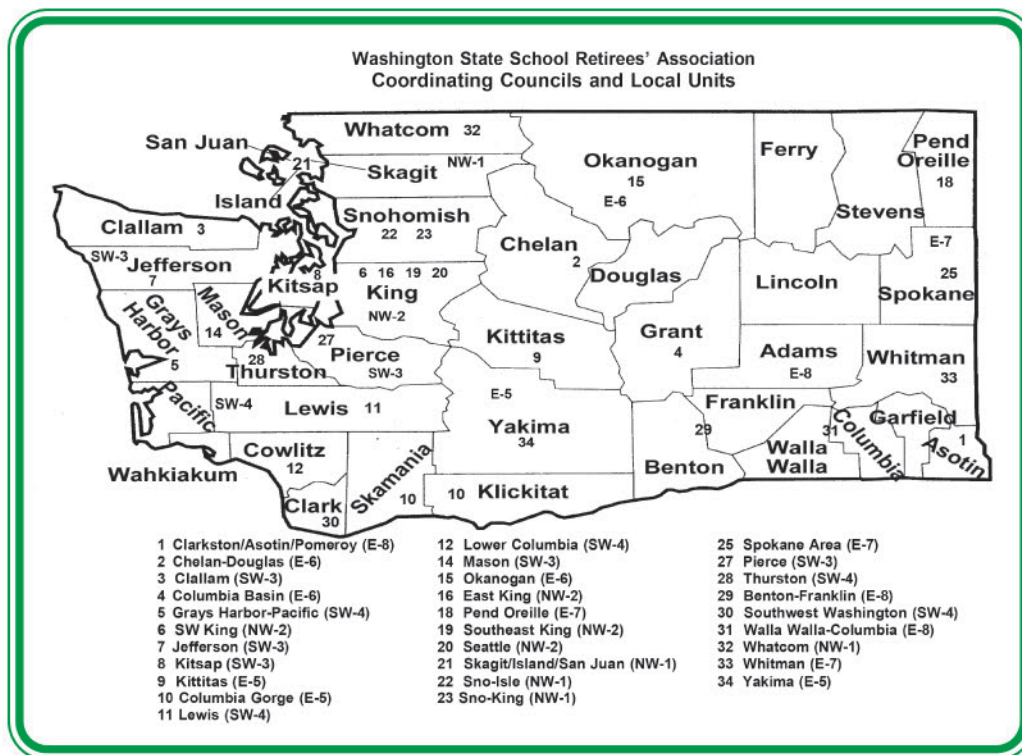 Washington State School Retirees' Association
Coordinating Councils and Local Units
Whatcom 32
San Juan
21
NW-1
Skagit
Island
Okanogan
15
E-6
Ferry
Pend
Oreille
18
Stevens
Clallam 3
Snohomish
22 23
Chelan
2
E-7
SW-3
Jefferson
7
8
Kitsap
6 16 19 20
King
NW-2
Douglas
Lincoln
25
Spokane
Grays
Harbor
5
Mason
14
27
Pierce
SW-3
28
Thurston
Kittitas
9
Grant
4
Adams
E-8
Whitman
33
Pacific
SW-4
Lewis 11
E-5
Yakima
34
Franklin
29
31
Garfield
Columbia
1
Asotin
Walla
Walla
Benton
Wahkiakum
Cowlitz
12
Skamania
10
10 Klickitat
Clark
30
1 Clarkston/Asotin/Pomeroy (E-8)
2 Chelan-Douglas (E-6)
3 Clallam (SW-3)
4 Columbia Basin (E-6)
5 Grays Harbor-Pacific (SW-4)
6 SW King (NW-2)
7 Jefferson (SW-3)
8 Kitsap (SW-3)
9 Kittitas (E-5)
10 Columbia Gorge (E-5)
11 Lewis (SW-4)
12 Lower Columbia (SW-4)
14 Mason (SW-3)
15 Okanogan (E-6)
16 East King (NW-2)
18 Pend Oreille (E-7)
19 Southeast King (NW-2)
20 Seattle (NW-2)
21 Skagit/Island/San Juan (NW-1)
22 Sno-Isle (NW-1)
23 Sno-King (NW-1)
25 Spokane Area (E-7)
27 Pierce (SW-3)
28 Thurston (SW-4)
29 Benton-Franklin (E-8)
30 Southwest Washington (SW-4)
31 Walla Walla-Columbia (E-8)
32 Whatcom (NW-1)
33 Whitman (E-7)
34 Yakima (E-5)